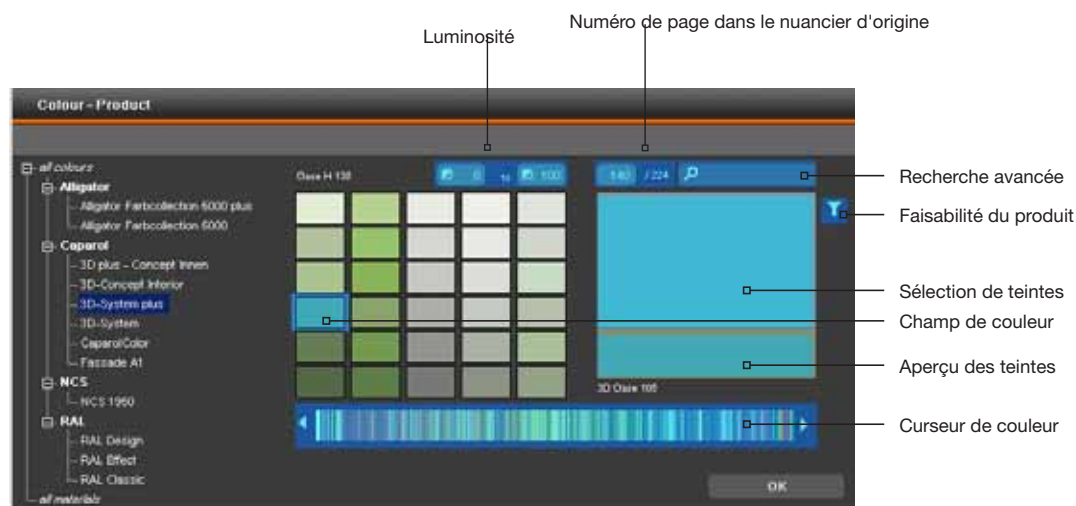 Numéro de page dans le nuancier d'origine
Luminosité
Colour - Product
all colours
Alligator
Alligator Farbcollection 6000 plus
Alligator Farbcollection 6000
Caparol
3D plus - Concept Innen
3D-Concept Interior
3D-System plus
3D-System
CaparolColor
Fassade A1
NCS
NCS 1950
RAL
RAL Design
RAL Effect
RAL Classic
all materials
Oase H 130
0 to 100
140 / 224
3D Oase 105
OK
Recherche avancée
Faisabilité du produit
Sélection de teintes
Champ de couleur
Aperçu des teintes
Curseur de couleur